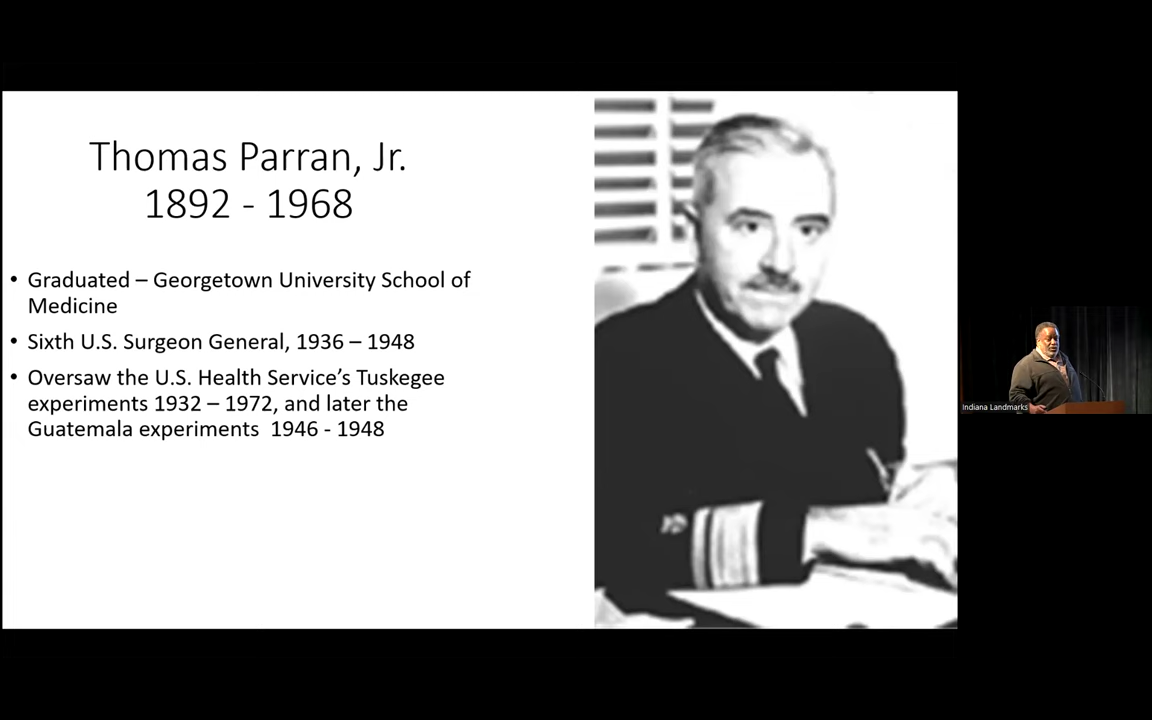 Thomas Parran, Jr.
1892 - 1968
• Graduated – Georgetown University School of
Medicine
• Sixth U.S. Surgeon General, 1936 – 1948
• Oversaw the U.S. Health Service’s Tuskegee
experiments 1932 – 1972, and later the
Guatemala experiments  1946 - 1948
Indiana Landmarks